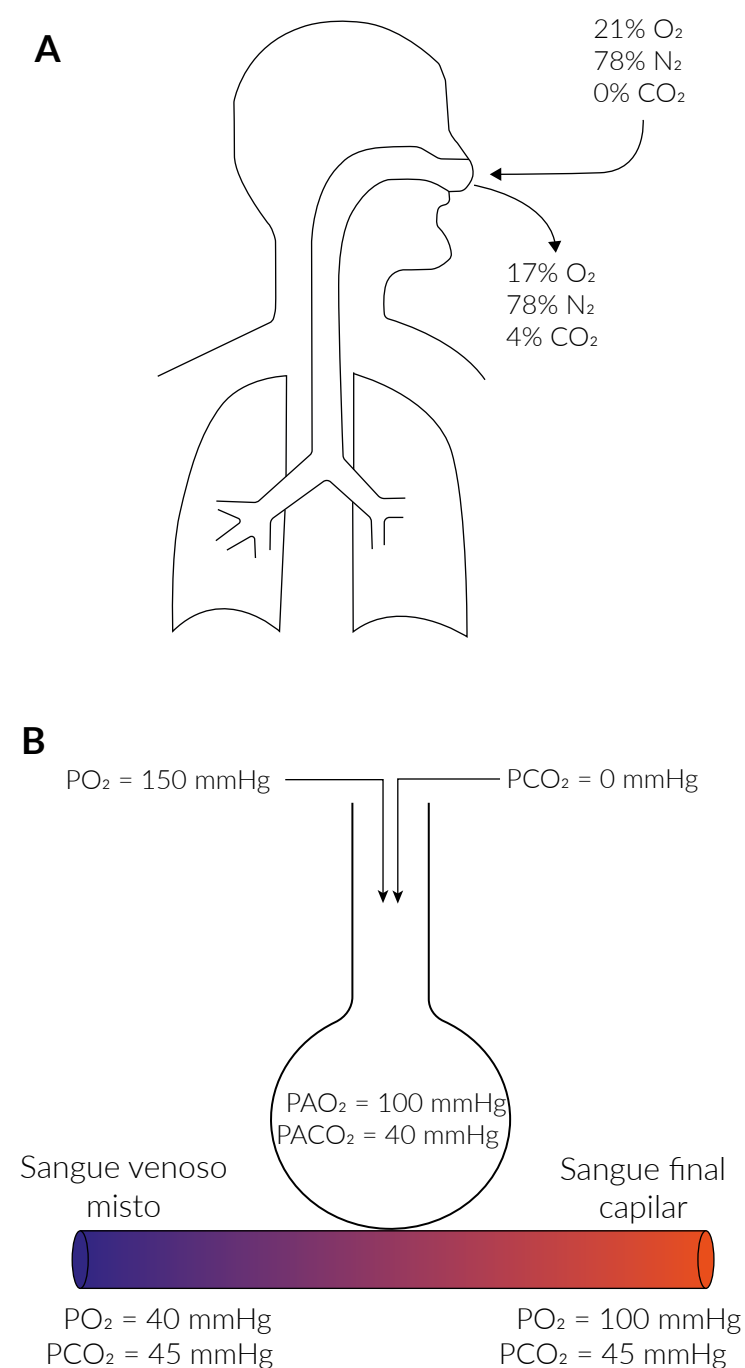 A
21% O₂
78% N₂
0% CO₂
17% O₂
78% N₂
4% CO₂
B
PO₂ = 150 mmHg
PCO₂ = 0 mmHg
PAO₂ = 100 mmHg
PACO₂ = 40 mmHg
Sangue venoso
misto
Sangue final
capilar
PO₂ = 40 mmHg
PCO₂ = 45 mmHg
PO₂ = 100 mmHg
PCO₂ = 45 mmHg